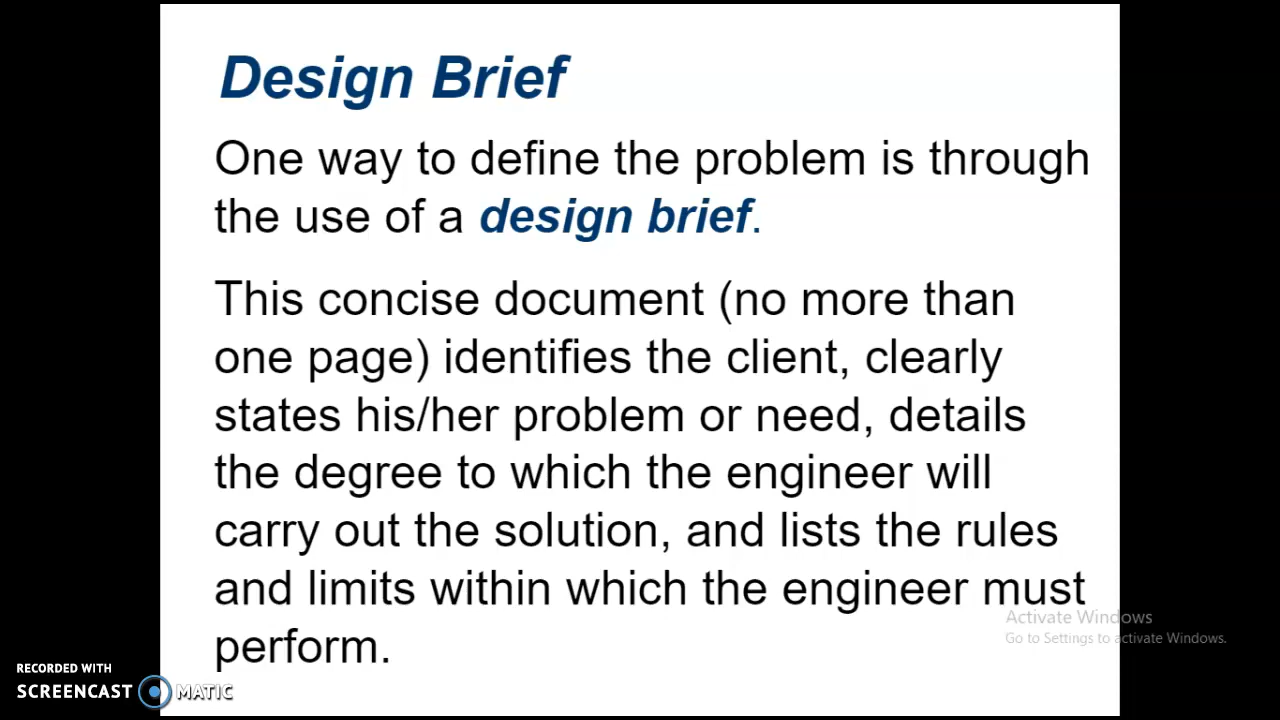 Design Brief
One way to define the problem is through
the use of a design brief.
This concise document (no more than
one page) identifies the client, clearly
states his/her problem or need, details
the degree to which the engineer will
carry out the solution, and lists the rules
and limits within which the engineer must
perform.
Activate Windows
Go to Settings to activate Windows.
RECORDED WITH
SCREENCAST MATIC